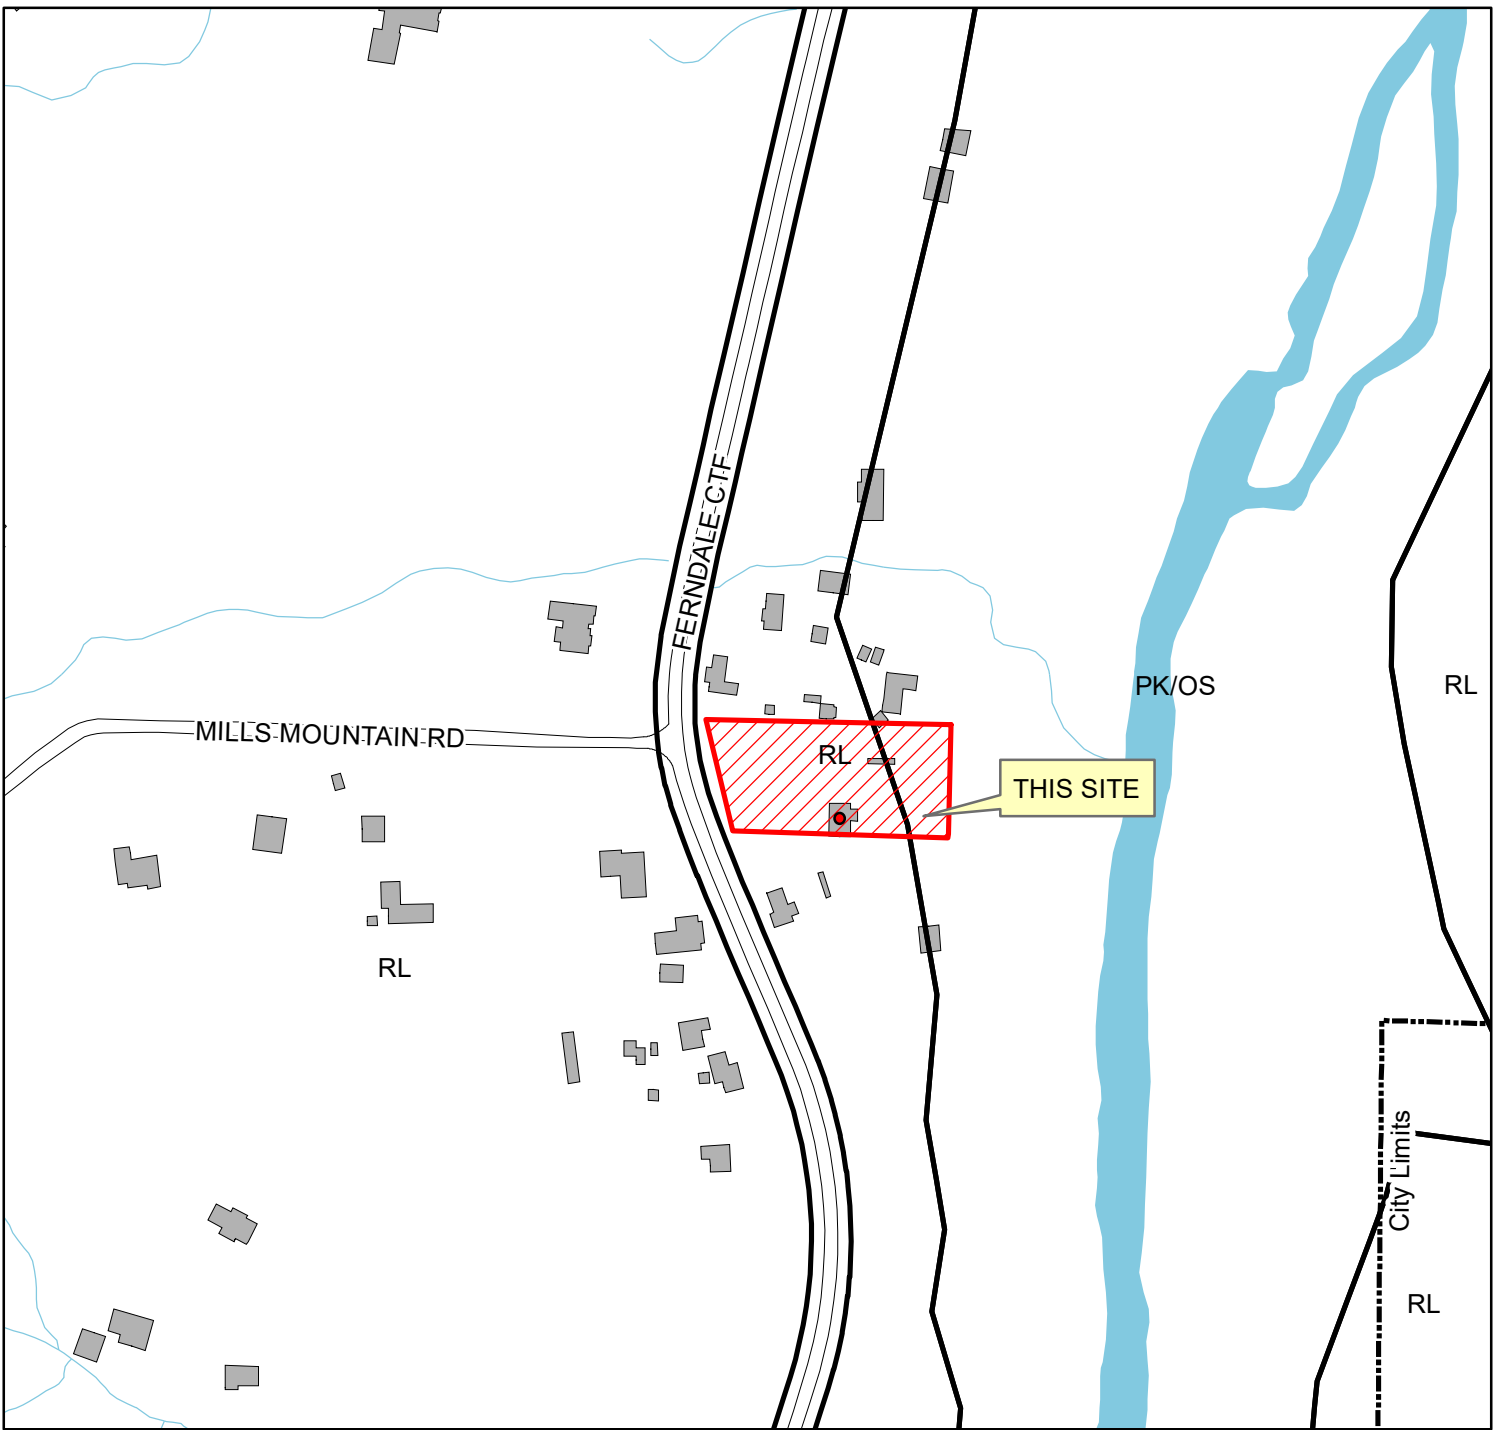 FERNDALE CTF
PK/OS
RL
MILLS MOUNTAIN RD
RL
THIS SITE
RL
City Limits
RL